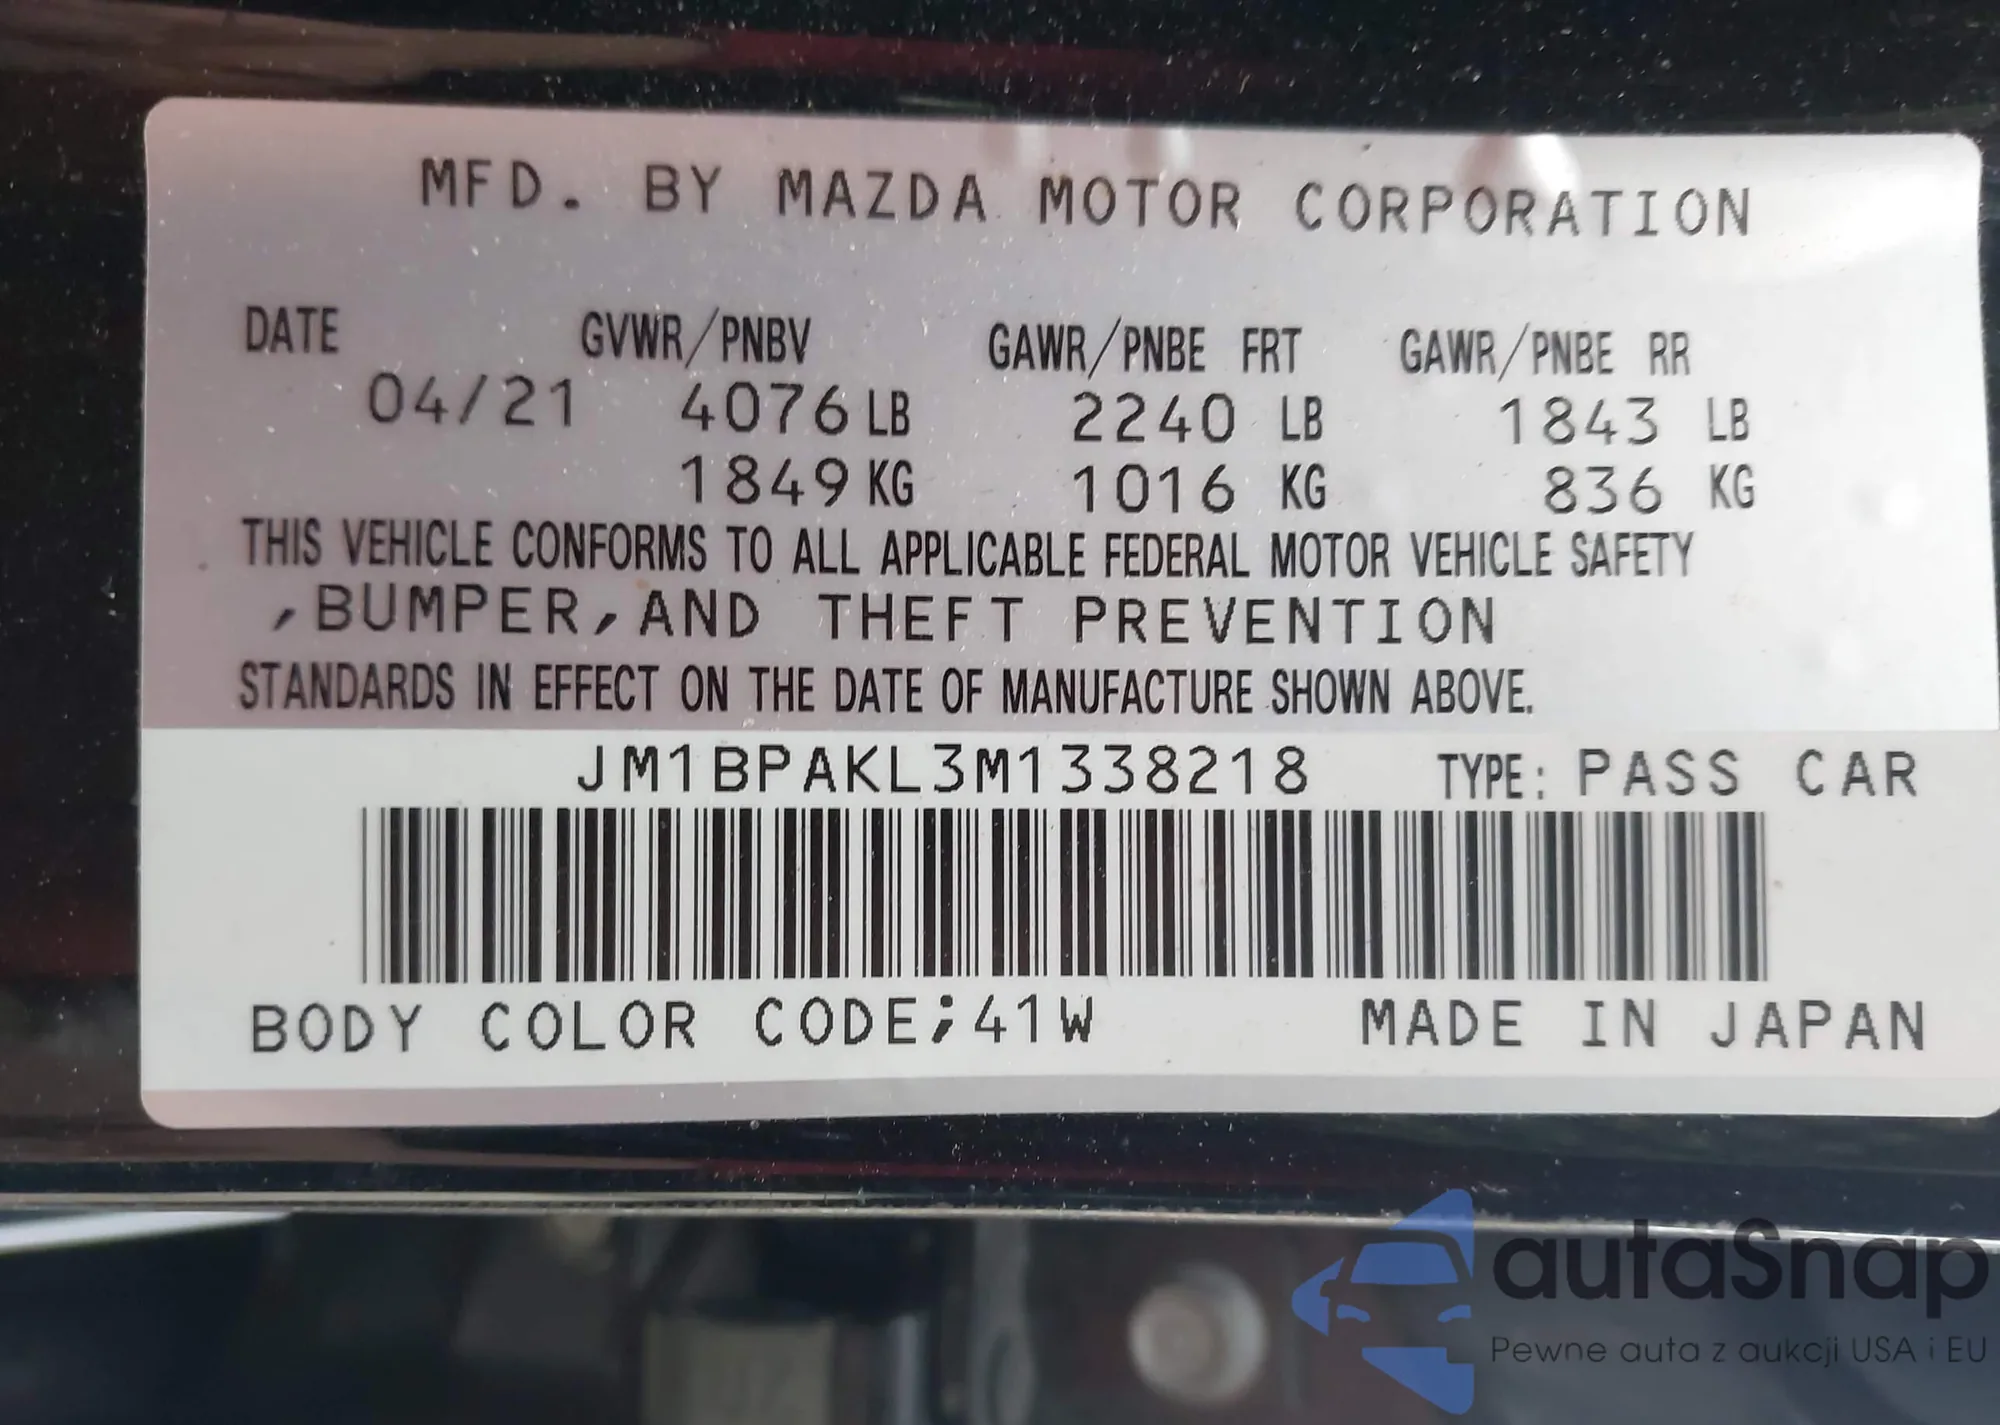 MFD. BY MAZDA MOTOR CORPORATION
DATE GVWR/PNBV GAWR/PNBE FRT GAWR/PNBE RR
04/21 4076 LB 2240 LB 1843 LB
1849 KG 1016 KG 836 KG
THIS VEHICLE CONFORMS TO ALL APPLICABLE FEDERAL MOTOR VEHICLE SAFETY
,BUMPER,AND THEFT PREVENTION
STANDARDS IN EFFECT ON THE DATE OF MANUFACTURE SHOWN ABOVE.
JM1BPAKL3M1338218 TYPE: PASS CAR
BODY COLOR CODE;41W MADE IN JAPAN
autaSnap
Pewne auta z aukcji USA i EU